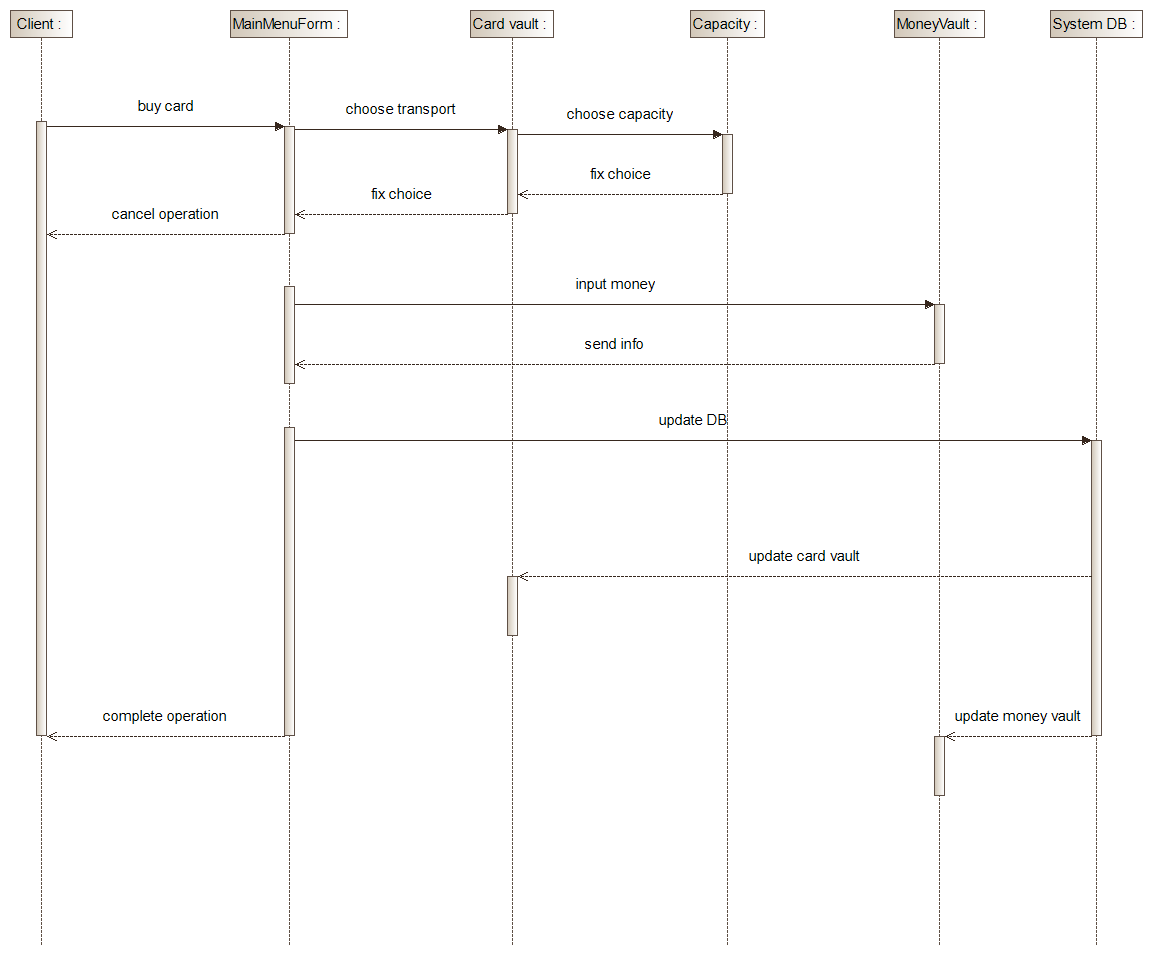 Client :
MainMenuForm :
Card vault :
Capacity :
MoneyVault :
System DB :
buy card
choose transport
choose capacity
fix choice
fix choice
cancel operation
input money
send info
update DB
update card vault
complete operation
update money vault